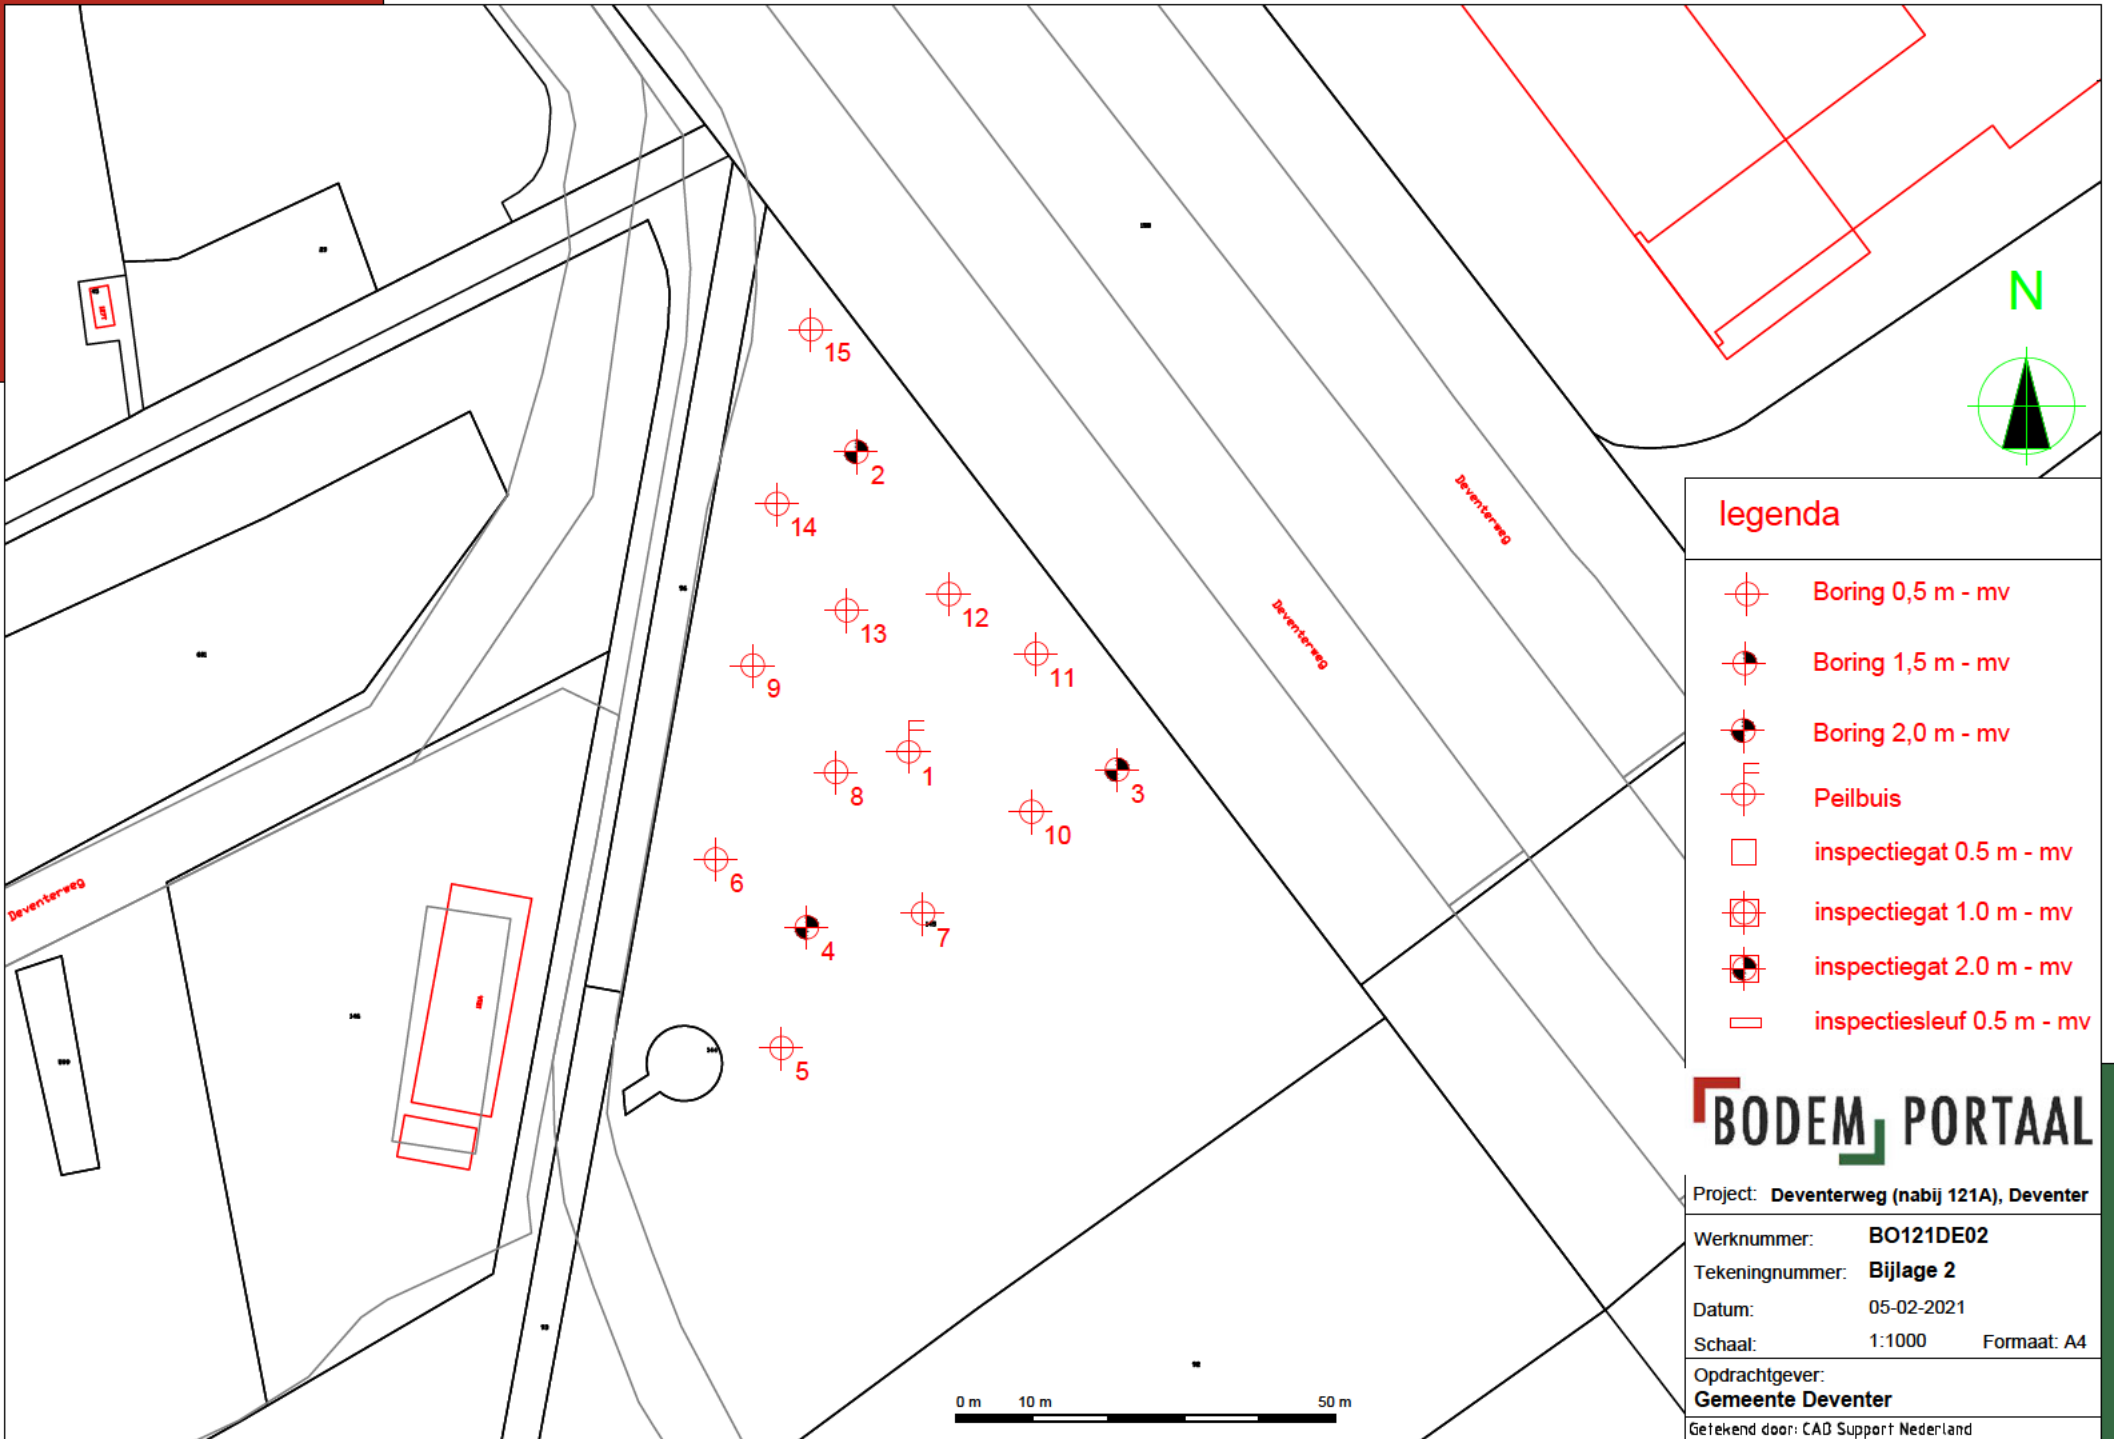 15
2
14
12
13
11
9
1
3
8
10
6
7
4
5
Deventerweg
Deventerweg
Deventerweg
N
legenda
Boring 0,5 m - mv
Boring 1,5 m - mv
Boring 2,0 m - mv
Peilbuis
inspectiegat 0.5 m - mv
inspectiegat 1.0 m - mv
inspectiegat 2.0 m - mv
inspectiesleuf 0.5 m - mv
BODEM PORTAAL
Project: Deventerweg (nabij 121A), Deventer
Werknummer: BO121DE02
Tekeningnummer: Bijlage 2
Datum: 05-02-2021
Schaal: 1:1000 Formaat: A4
Opdrachtgever:
Gemeente Deventer
Getekend door: CAD Support Nederland
0 m 10 m 50 m